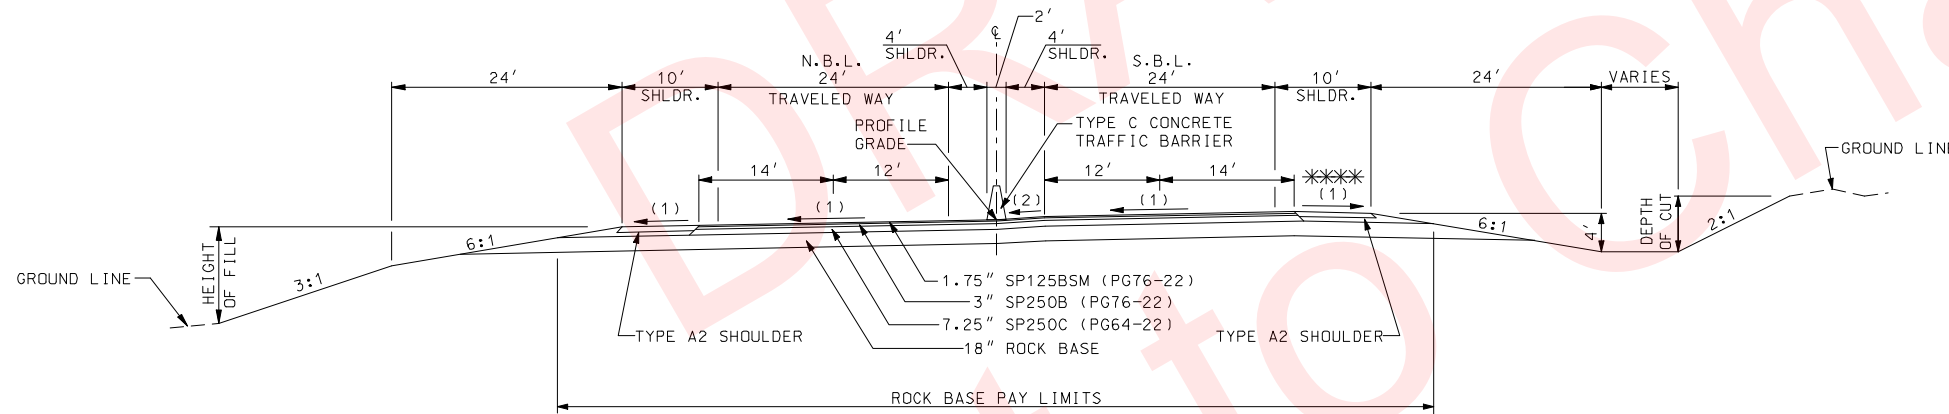 2'
℄
4'
SHLDR.
4'
SHLDR.
N.B.L.
S.B.L.
24'
10'
SHLDR.
24'
TRAVELED WAY
24'
TRAVELED WAY
10'
SHLDR.
24'
VARIES
PROFILE
GRADE
TYPE C CONCRETE
TRAFFIC BARRIER
GROUND LINE
14'
12'
12'
14'
****
(1)
(1)
(2)
(1)
(1)
HEIGHT
OF FILL
6:1
3:1
GROUND LINE
6:1
4'
DEPTH
OF CUT
2:1
1.75" SP125BSM (PG76-22)
3" SP250B (PG76-22)
7.25" SP250C (PG64-22)
18" ROCK BASE
TYPE A2 SHOULDER
TYPE A2 SHOULDER
ROCK BASE PAY LIMITS